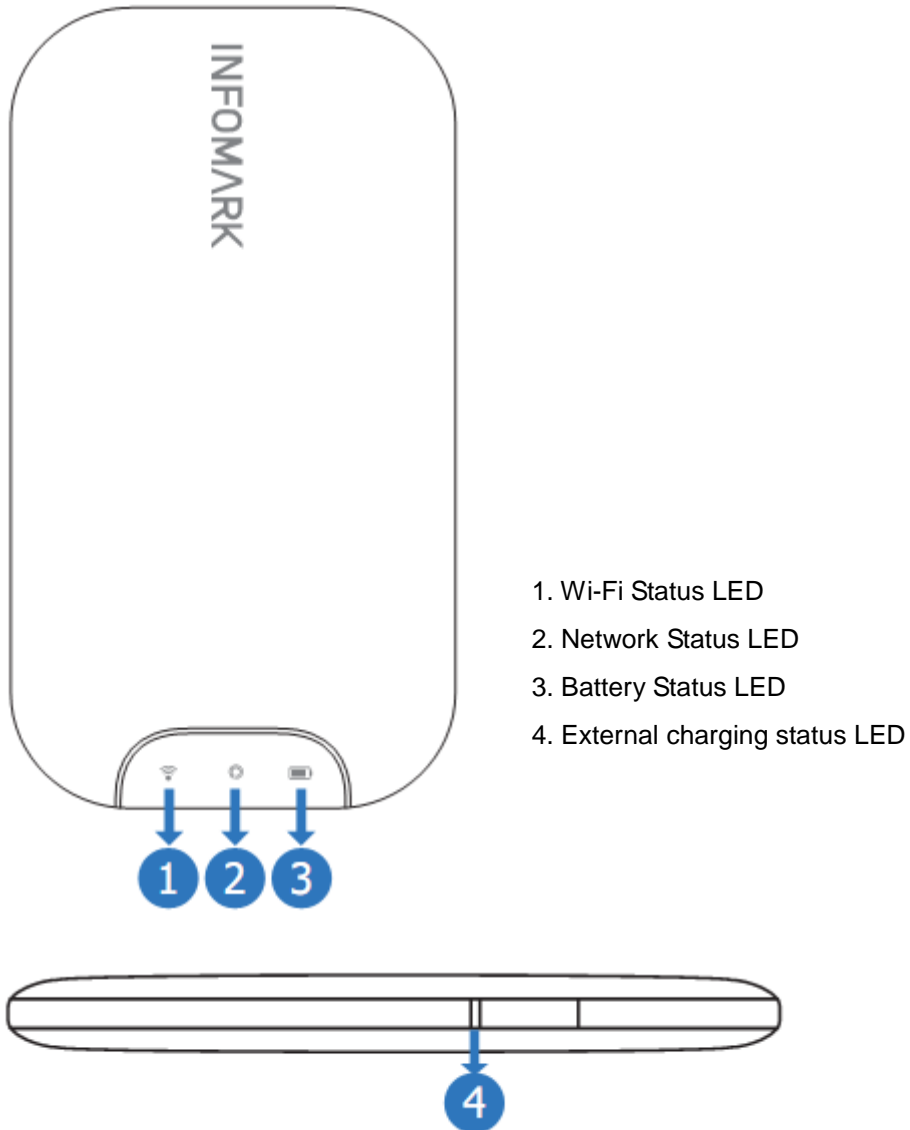 INFOMARK
1. Wi-Fi Status LED
2. Network Status LED
3. Battery Status LED
4. External charging status LED
1 2 3
4